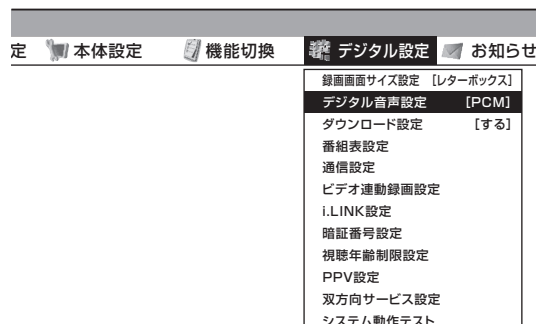 定 本体設定 機能切換 デジタル設定 お知らせ
録画画面サイズ設定 [レターボックス]
デジタル音声設定 [PCM]
ダウンロード設定 [する]
番組表設定
通信設定
ビデオ連動録画設定
i.LINK設定
暗証番号設定
視聴年齢制限設定
PPV設定
双方向サービス設定
システム動作テスト